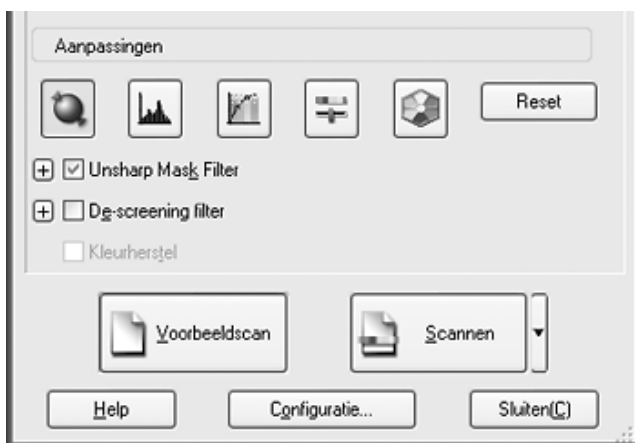 Aanpassingen
Reset
Unsharp Mask Filter
De-screening filter
Kleurherstel
Voorbeeldscan
Scannen
Help
Configuratie...
Sluiten(C)